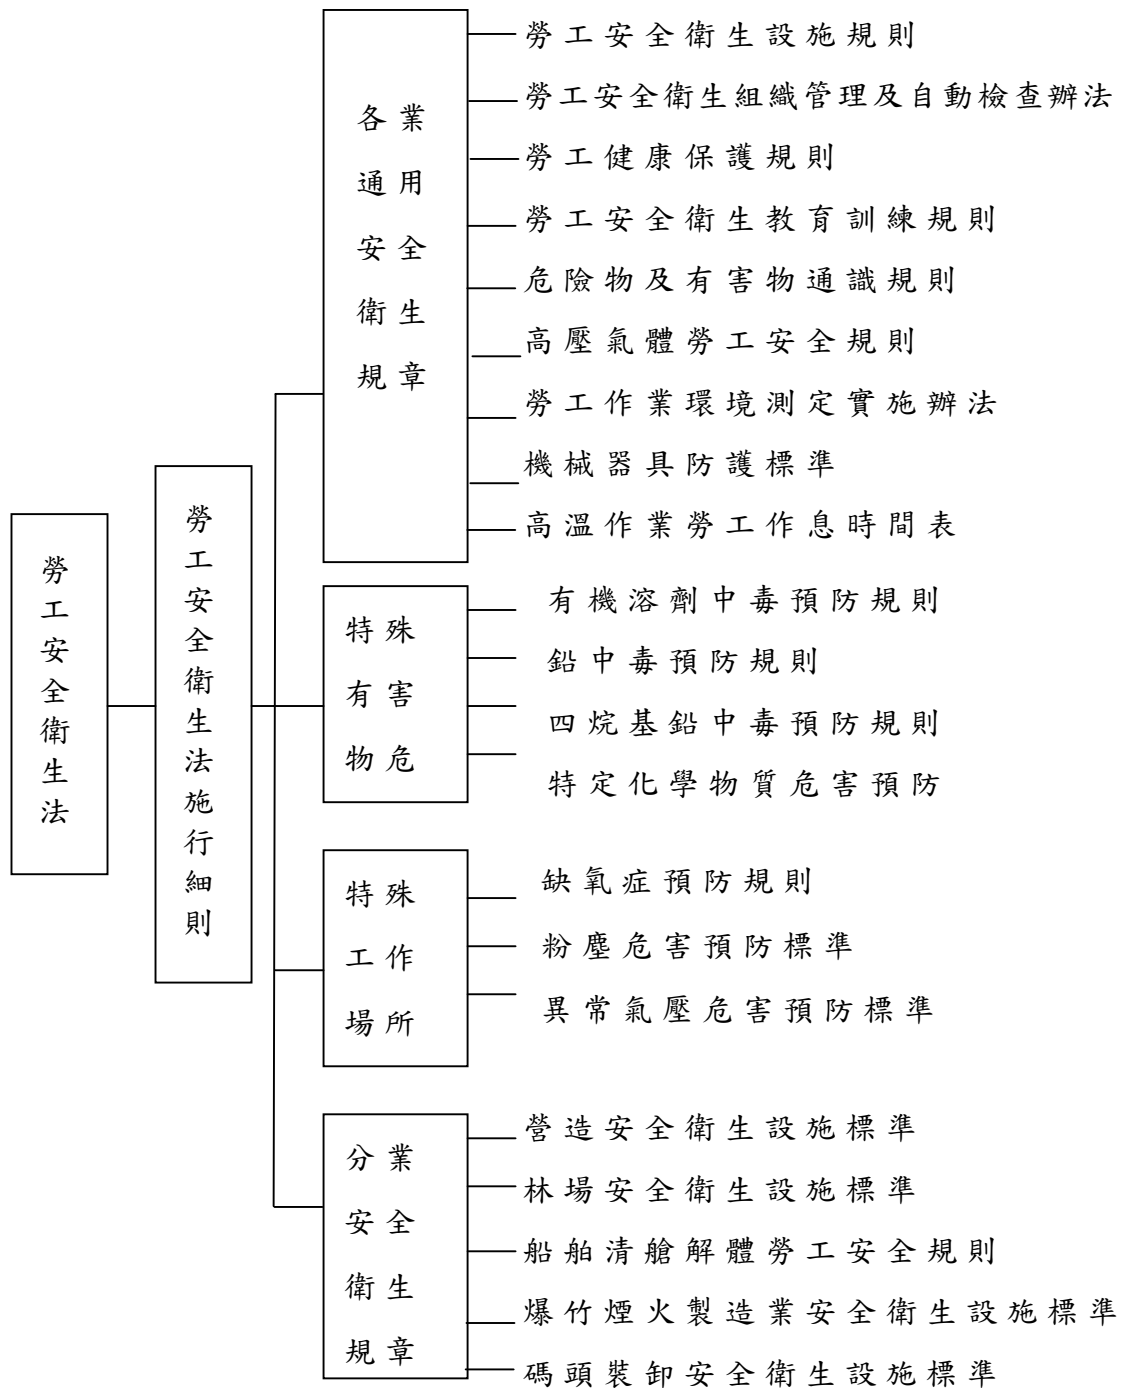 勞工安全衛生法
勞工安全衛生法施行細則
各業
通用
安全
衛生
規章
勞工安全衛生設施規則
勞工安全衛生組織管理及自動檢查辦法
勞工健康保護規則
勞工安全衛生教育訓練規則
危險物及有害物通識規則
高壓氣體勞工安全規則
勞工作業環境測定實施辦法
機械器具防護標準
高溫作業勞工作息時間表
特殊
有害
物危
有機溶劑中毒預防規則
鉛中毒預防規則
四烷基鉛中毒預防規則
特定化學物質危害預防
特殊
工作
場所
缺氧症預防規則
粉塵危害預防標準
異常氣壓危害預防標準
分業
安全
衛生
規章
營造安全衛生設施標準
林場安全衛生設施標準
船舶清艙解體勞工安全規則
爆竹煙火製造業安全衛生設施標準
碼頭裝卸安全衛生設施標準